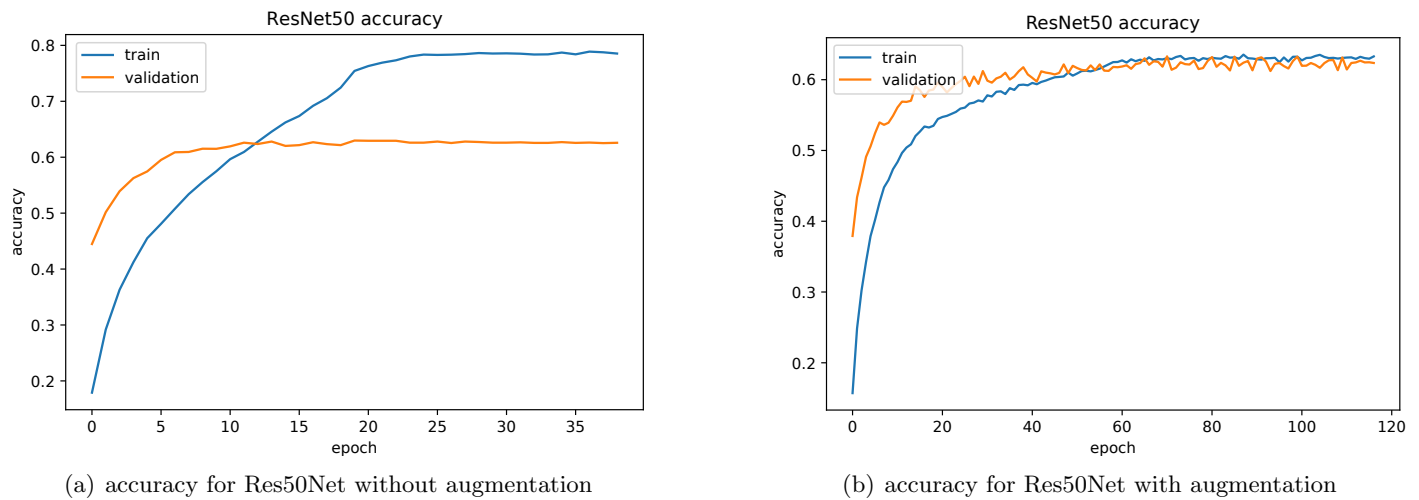 ResNet50 accuracy
train
validation
0.8
0.7
0.6
0.5
0.4
0.3
0.2
accuracy
0 5 10 15 20 25 30 35
epoch
(a) accuracy for Res50Net without augmentation
ResNet50 accuracy
train
validation
0.6
0.5
0.4
0.3
0.2
accuracy
0 20 40 60 80 100 120
epoch
(b) accuracy for Res50Net with augmentation